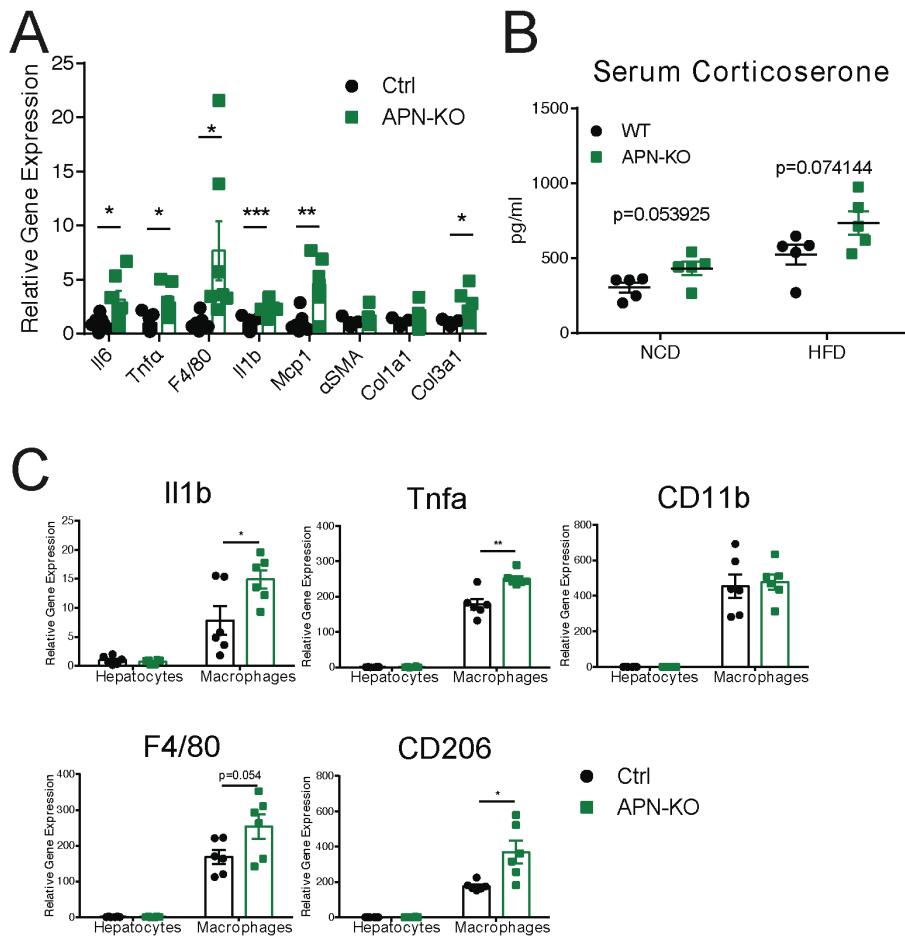 A
Relative Gene Expression
25
20
15
10
5
0
Ctrl
APN-KO
*
*
*
***
**
*
Il6
Tnfα
F4/80
Il1b
Mcp1
αSMA
Col1a1
Col3a1
B
Serum Corticoserone
pg/ml
1500
1000
500
0
WT
APN-KO
p=0.053925
p=0.074144
NCD
HFD
C
Il1b
Relative Gene Expression
25
20
15
10
5
0
*
Hepatocytes
Macrophages
Tnfa
Relative Gene Expression
400
300
200
100
0
**
Hepatocytes
Macrophages
CD11b
Relative Gene Expression
800
600
400
200
0
Hepatocytes
Macrophages
F4/80
Relative Gene Expression
400
300
200
100
0
p=0.054
Hepatocytes
Macrophages
CD206
Relative Gene Expression
800
600
400
200
0
*
Hepatocytes
Macrophages
Ctrl
APN-KO